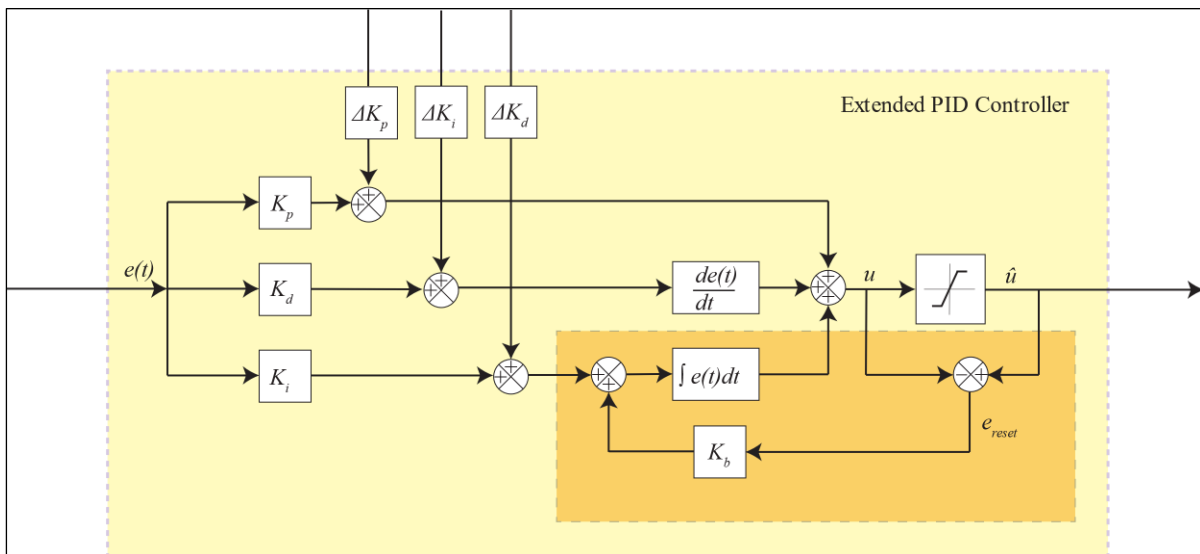 Extended PID Controller
ΔK_p ΔK_i ΔK_d
K_p
+ +
e(t)
K_d
+ +
de(t)/dt
+ + +
u
û
K_i
+ +
+ +
∫ e(t)dt
- +
e_reset
K_b